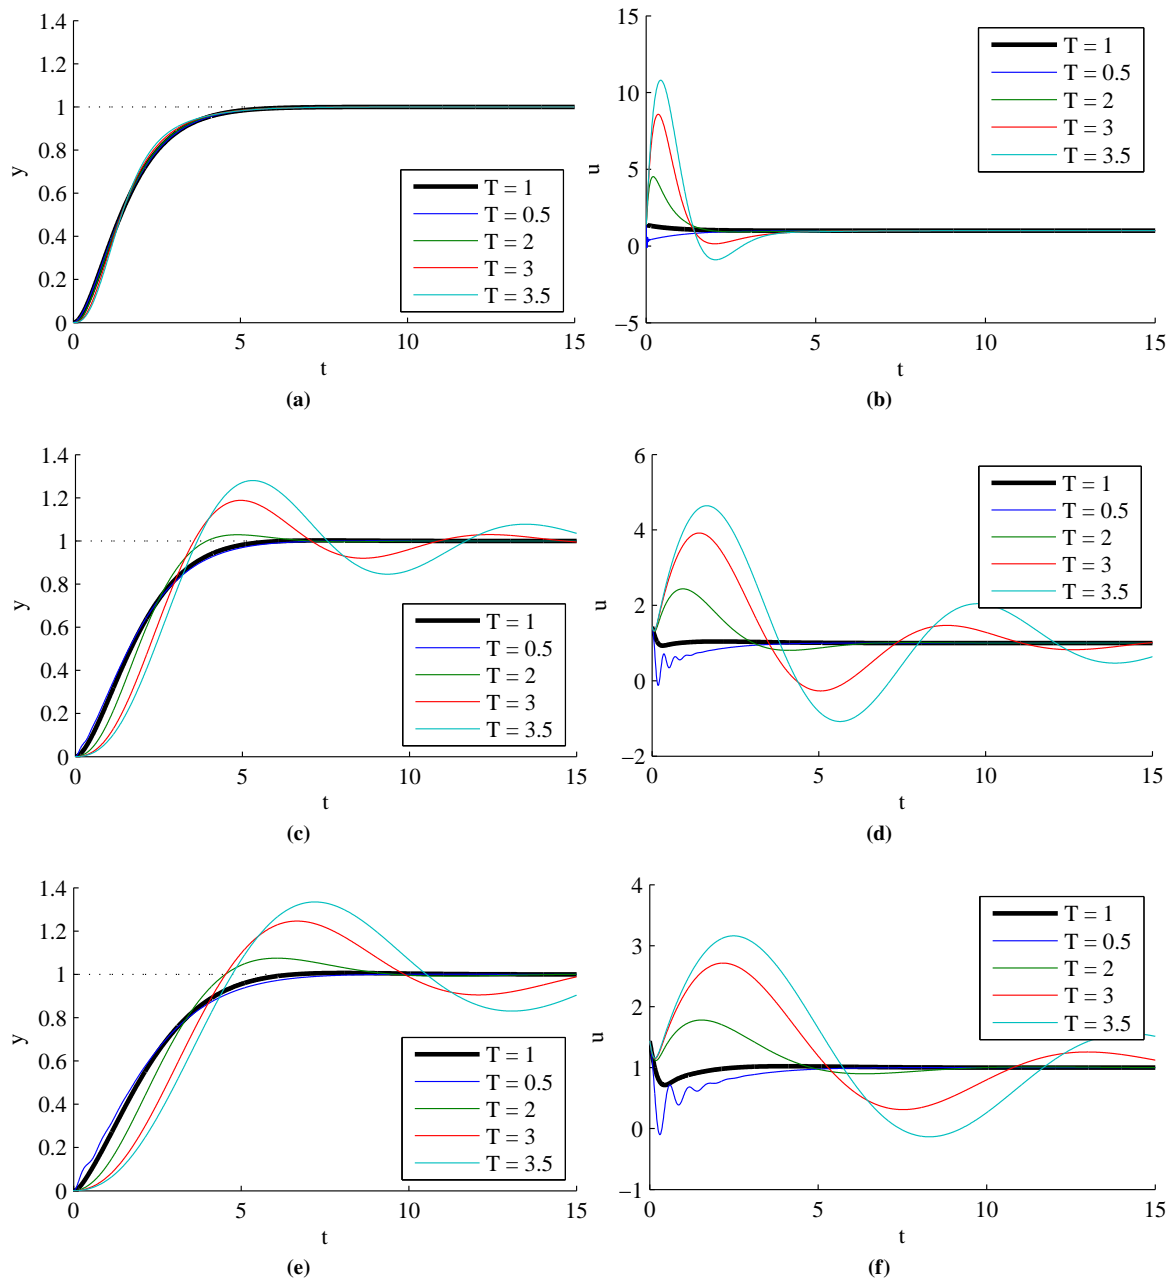 1.4
1.2
1
0.8
0.6
0.4
0.2
0
y
0
5
10
15
t
T = 1
T = 0.5
T = 2
T = 3
T = 3.5
(a)
15
10
5
0
−5
u
0
5
10
15
t
T = 1
T = 0.5
T = 2
T = 3
T = 3.5
(b)
1.4
1.2
1
0.8
0.6
0.4
0.2
0
y
0
5
10
15
t
T = 1
T = 0.5
T = 2
T = 3
T = 3.5
(c)
6
4
2
0
−2
u
0
5
10
15
t
T = 1
T = 0.5
T = 2
T = 3
T = 3.5
(d)
1.4
1.2
1
0.8
0.6
0.4
0.2
0
y
0
5
10
15
t
T = 1
T = 0.5
T = 2
T = 3
T = 3.5
(e)
4
3
2
1
0
−1
u
0
5
10
15
t
T = 1
T = 0.5
T = 2
T = 3
T = 3.5
(f)